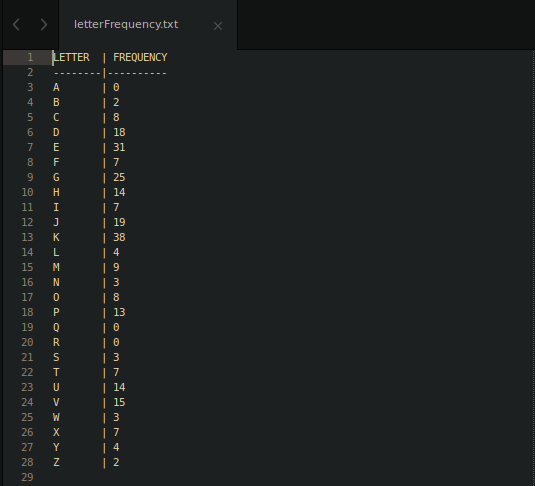 letterFrequency.txt ×
1 LETTER | FREQUENCY
2 --------|----------
3 A | 0
4 B | 2
5 C | 8
6 D | 18
7 E | 31
8 F | 7
9 G | 25
10 H | 14
11 I | 7
12 J | 19
13 K | 38
14 L | 4
15 M | 9
16 N | 3
17 O | 8
18 P | 13
19 Q | 0
20 R | 0
21 S | 3
22 T | 7
23 U | 14
24 V | 15
25 W | 3
26 X | 7
27 Y | 4
28 Z | 2
29